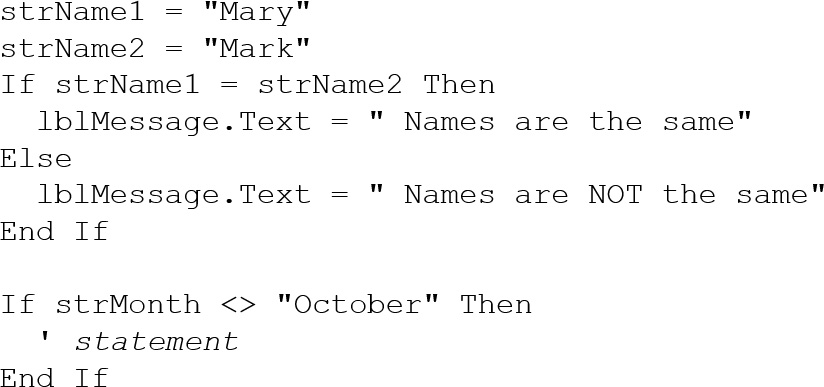 strName1 = "Mary"
strName2 = "Mark"
If strName1 = strName2 Then
  lblMessage.Text = " Names are the same"
Else
  lblMessage.Text = " Names are NOT the same"
End If

If strMonth <> "October" Then
  ' statement
End If